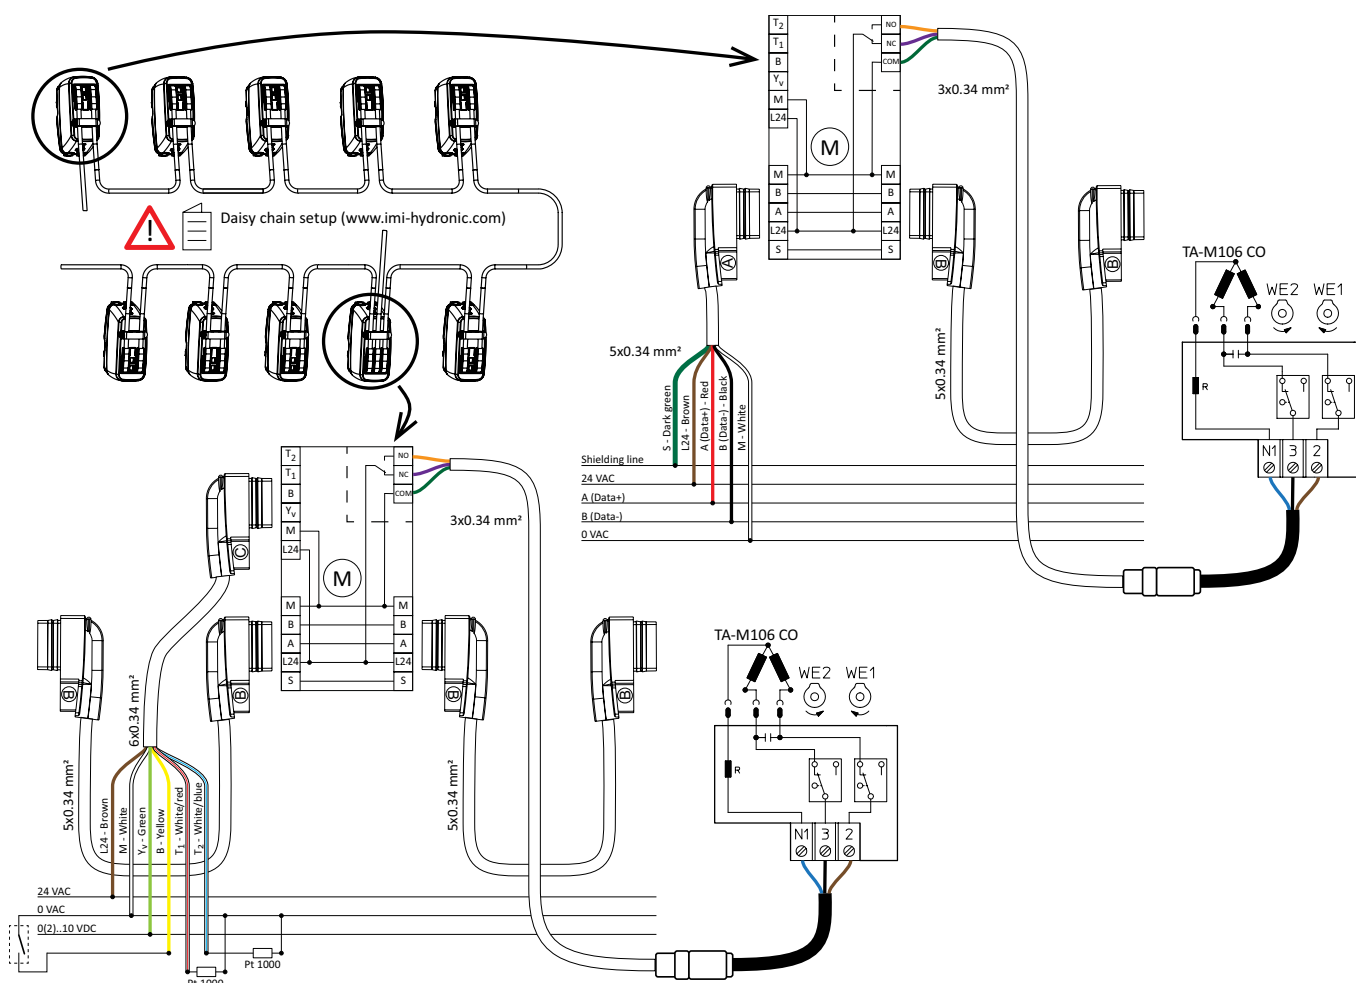 Daisy chain setup (www.imi-hydronic.com)
T2
T1
B
Yv
M
L24
NO
NC
COM
M
M
B
A
L24
S
M
B
A
L24
S
3x0.34 mm²
A
B
B
5x0.34 mm²
5x0.34 mm²
S - Dark green
L24 - Brown
A (Data+) - Red
B (Data-) - Black
M - White
Shielding line
24 VAC
A (Data+)
B (Data-)
0 VAC
TA-M106 CO
WE2
WE1
R
N1
3
2
T2
T1
B
Yv
M
L24
NO
NC
COM
M
M
B
A
L24
S
M
B
A
L24
S
3x0.34 mm²
C
B
B
B
B
6x0.34 mm²
5x0.34 mm²
5x0.34 mm²
L24 - Brown
M - White
Yv - Green
B - Yellow
T1 - White/red
T2 - White/blue
24 VAC
0 VAC
0(2)..10 VDC
Pt 1000
Pt 1000
TA-M106 CO
WE2
WE1
R
N1
3
2